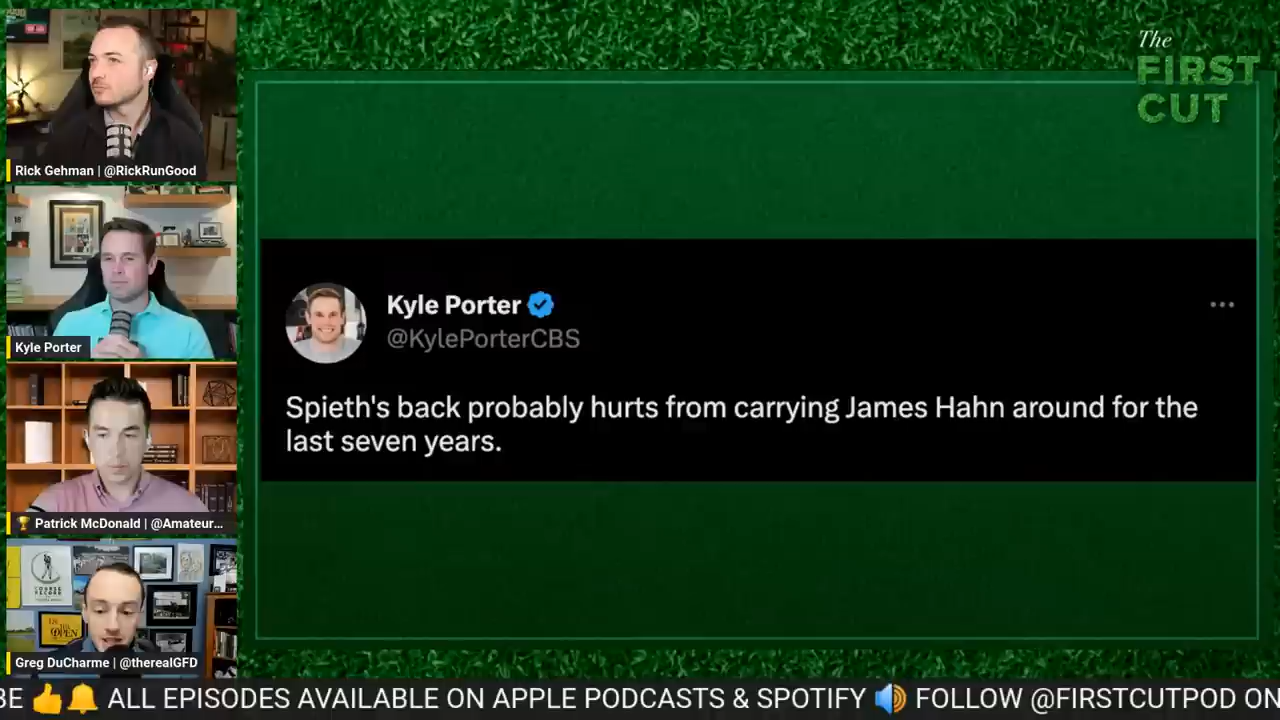 The
FIRST
CUT
Rick Gehman | @RickRunGood
Kyle Porter
🏆 Patrick McDonald | @Amateur...
Greg DuCharme | @therealGFD
Kyle Porter
@KylePorterCBS
Spieth's back probably hurts from carrying James Hahn around for the
last seven years.
BE 👍🔔 ALL EPISODES AVAILABLE ON APPLE PODCASTS & SPOTIFY 🔊 FOLLOW @FIRSTCUTPOD ON